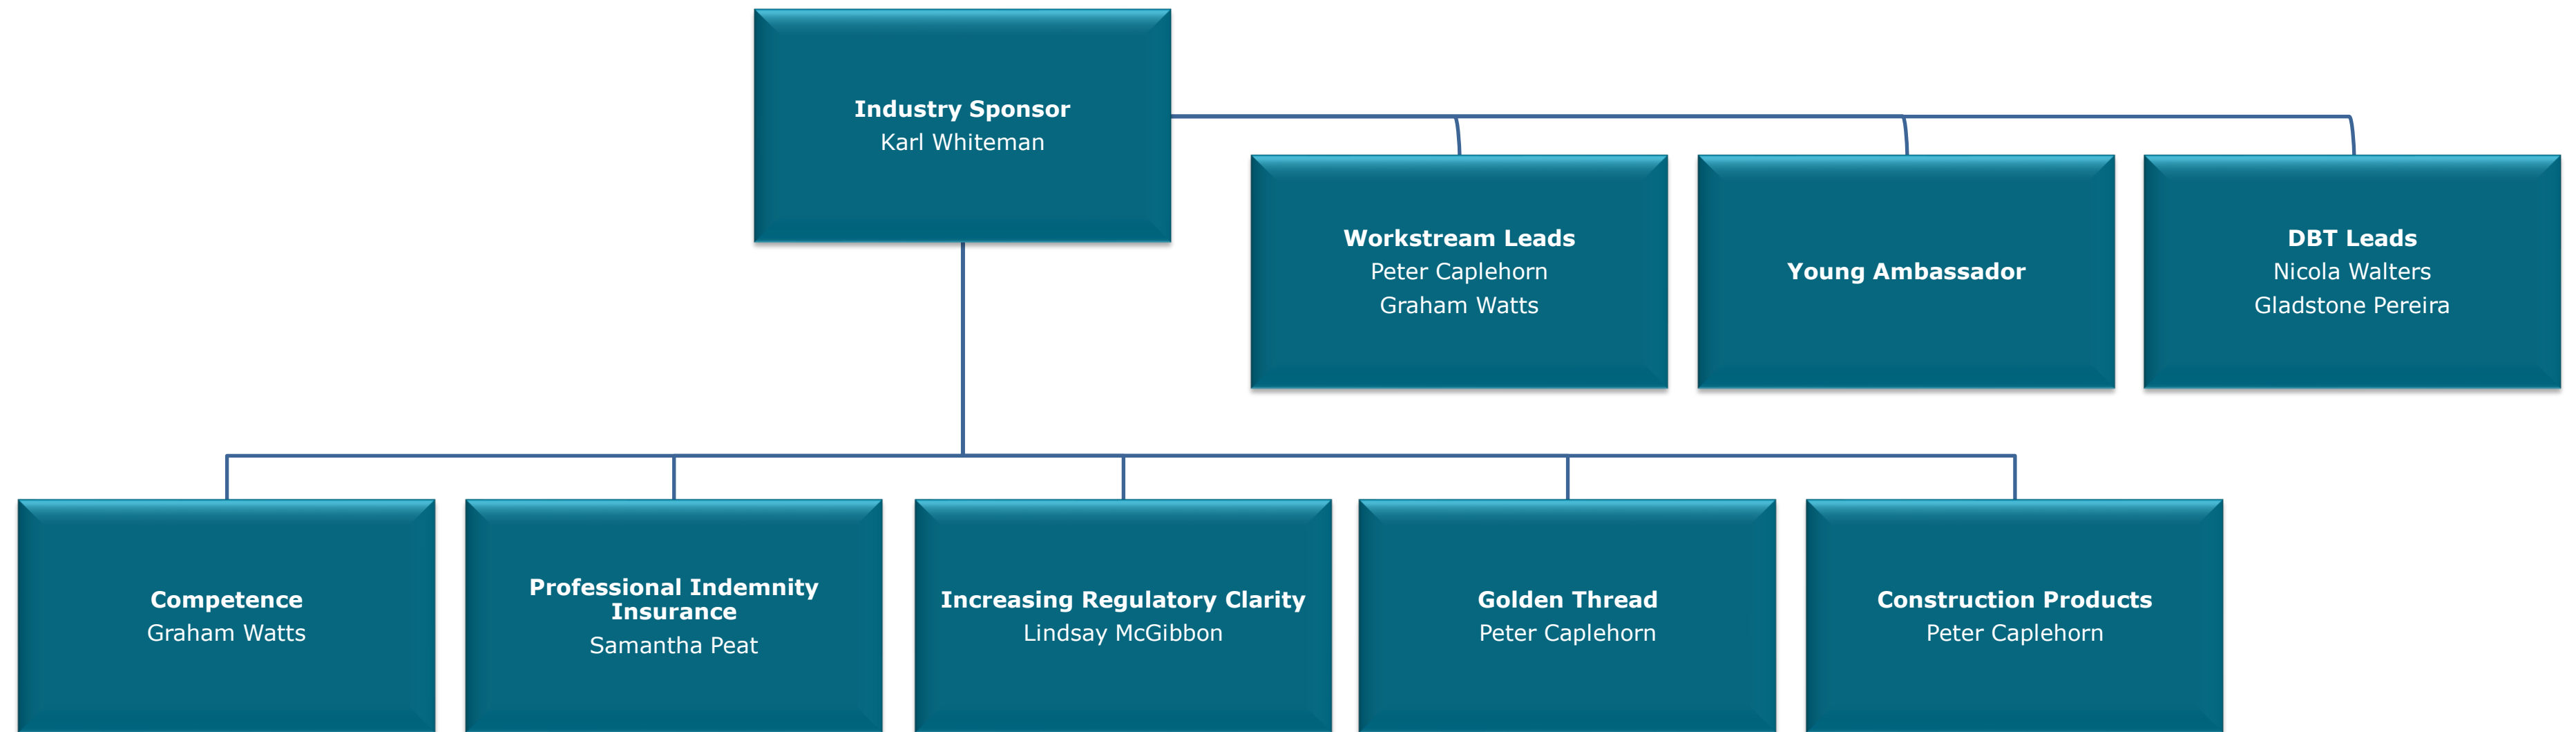 Industry Sponsor
Karl Whiteman
Workstream Leads
Peter Caplehorn
Graham Watts
Young Ambassador
DBT Leads
Nicola Walters
Gladstone Pereira
Competence
Graham Watts
Professional Indemnity
Insurance
Samantha Peat
Increasing Regulatory Clarity
Lindsay McGibbon
Golden Thread
Peter Caplehorn
Construction Products
Peter Caplehorn